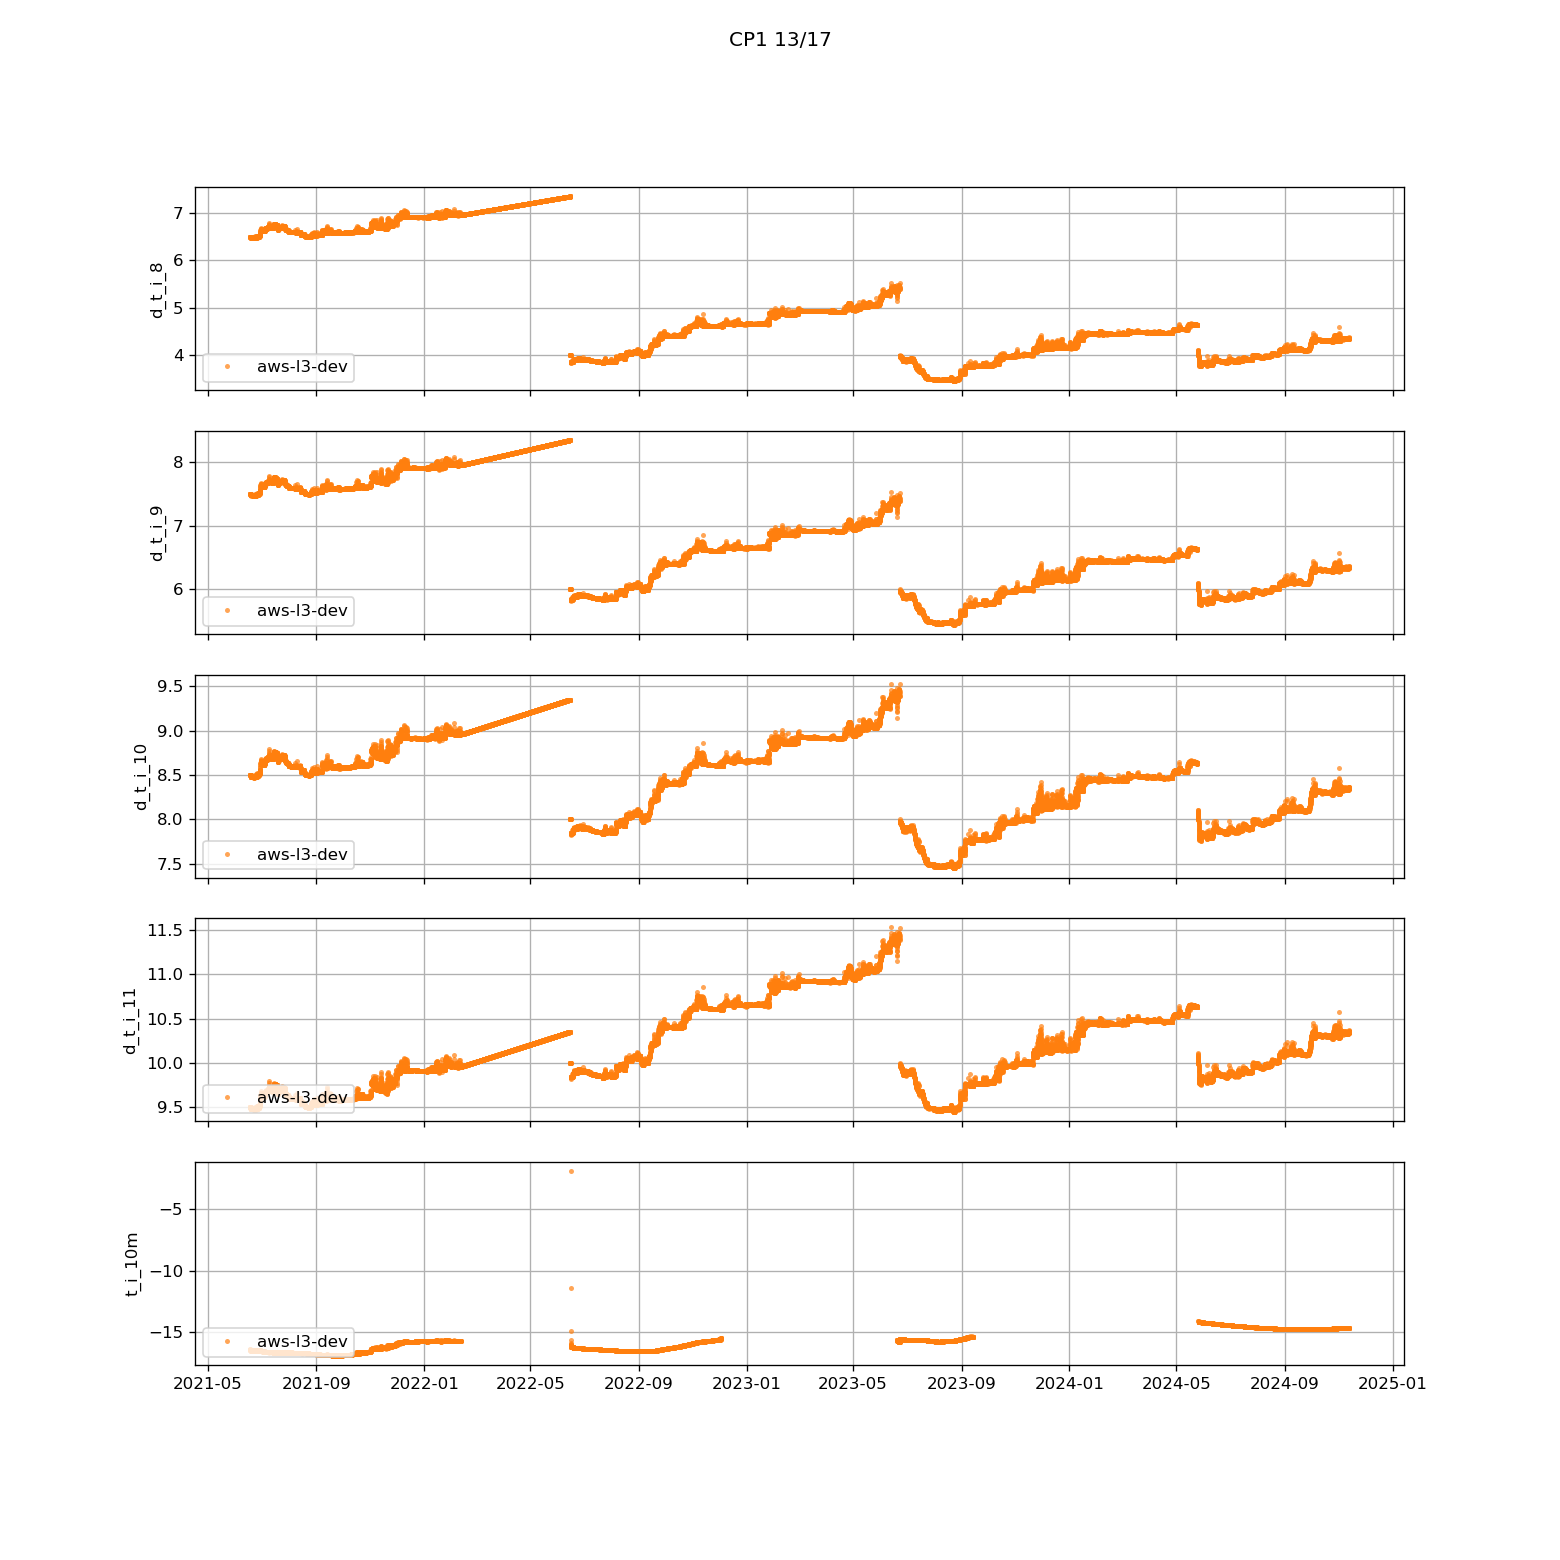 CP1 13/17
7
6
5
4
d_t_i_8
aws-l3-dev
8
7
6
d_t_i_9
aws-l3-dev
9.5
9.0
8.5
8.0
7.5
d_t_i_10
aws-l3-dev
11.5
11.0
10.5
10.0
9.5
d_t_i_11
aws-l3-dev
−5
−10
−15
t_i_10m
aws-l3-dev
2021-05 2021-09 2022-01 2022-05 2022-09 2023-01 2023-05 2023-09 2024-01 2024-05 2024-09 2025-01